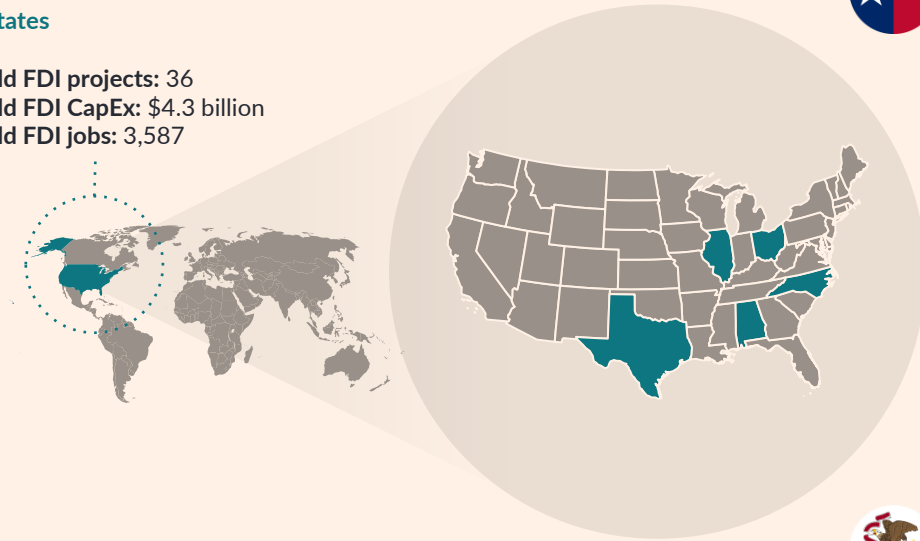 tates
ld FDI projects: 36
ld FDI CapEx: $4.3 billion
ld FDI jobs: 3,587